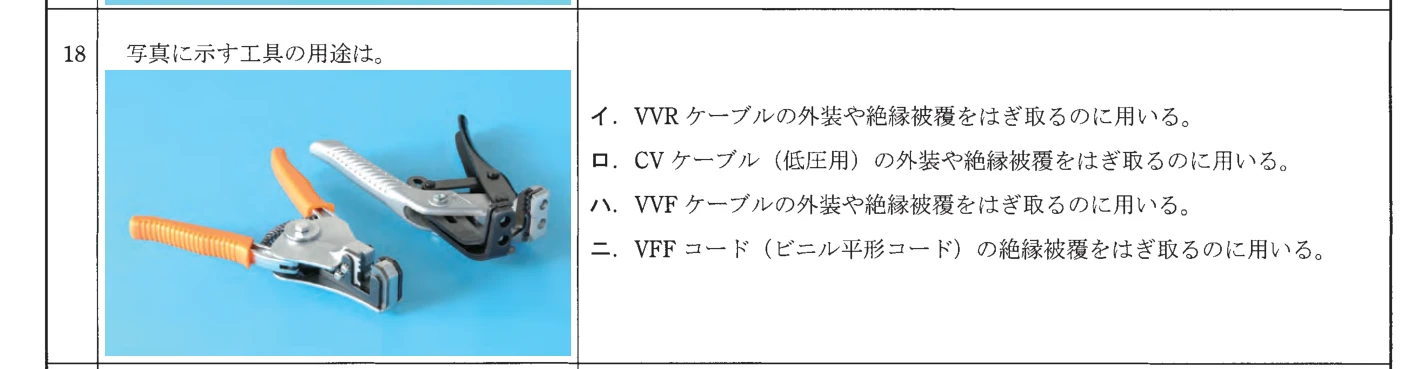 18
写真に示す工具の用途は。
イ．VVR ケーブルの外装や絶縁被覆をはぎ取るのに用いる。
ロ．CV ケーブル（低圧用）の外装や絶縁被覆をはぎ取るのに用いる。
ハ．VVF ケーブルの外装や絶縁被覆をはぎ取るのに用いる。
ニ．VFF コード（ビニル平形コード）の絶縁被覆をはぎ取るのに用いる。